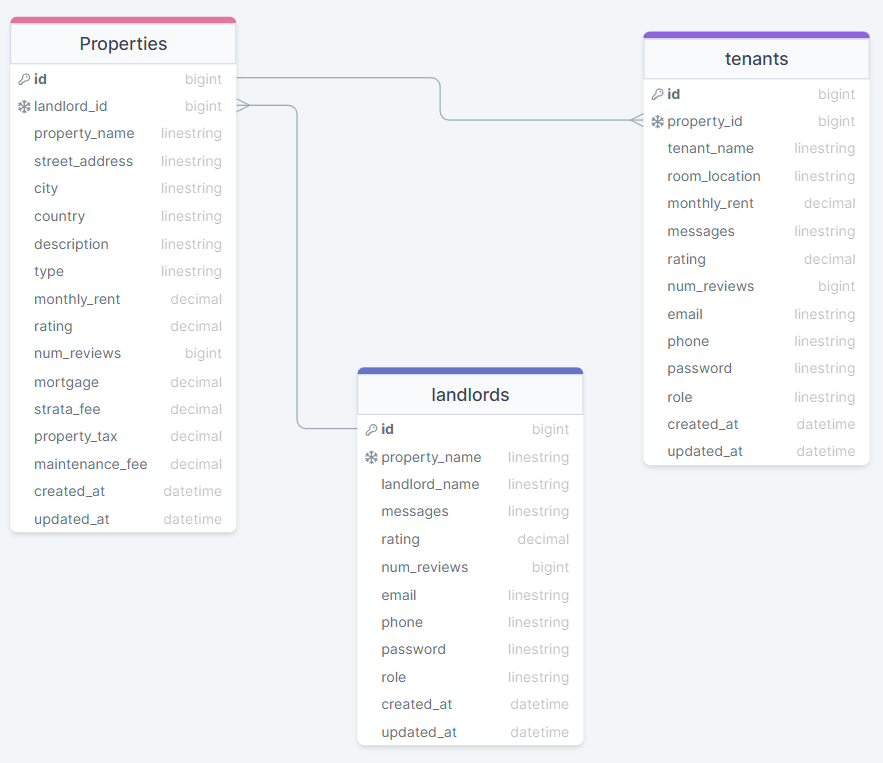 Properties
id bigint
landlord_id bigint
property_name linestring
street_address linestring
city linestring
country linestring
description linestring
type linestring
monthly_rent decimal
rating decimal
num_reviews bigint
mortgage decimal
strata_fee decimal
property_tax decimal
maintenance_fee decimal
created_at datetime
updated_at datetime
tenants
id bigint
property_id bigint
tenant_name linestring
room_location linestring
monthly_rent decimal
messages linestring
rating decimal
num_reviews bigint
email linestring
phone linestring
password linestring
role linestring
created_at datetime
updated_at datetime
landlords
id bigint
property_name linestring
landlord_name linestring
messages linestring
rating decimal
num_reviews bigint
email linestring
phone linestring
password linestring
role linestring
created_at datetime
updated_at datetime